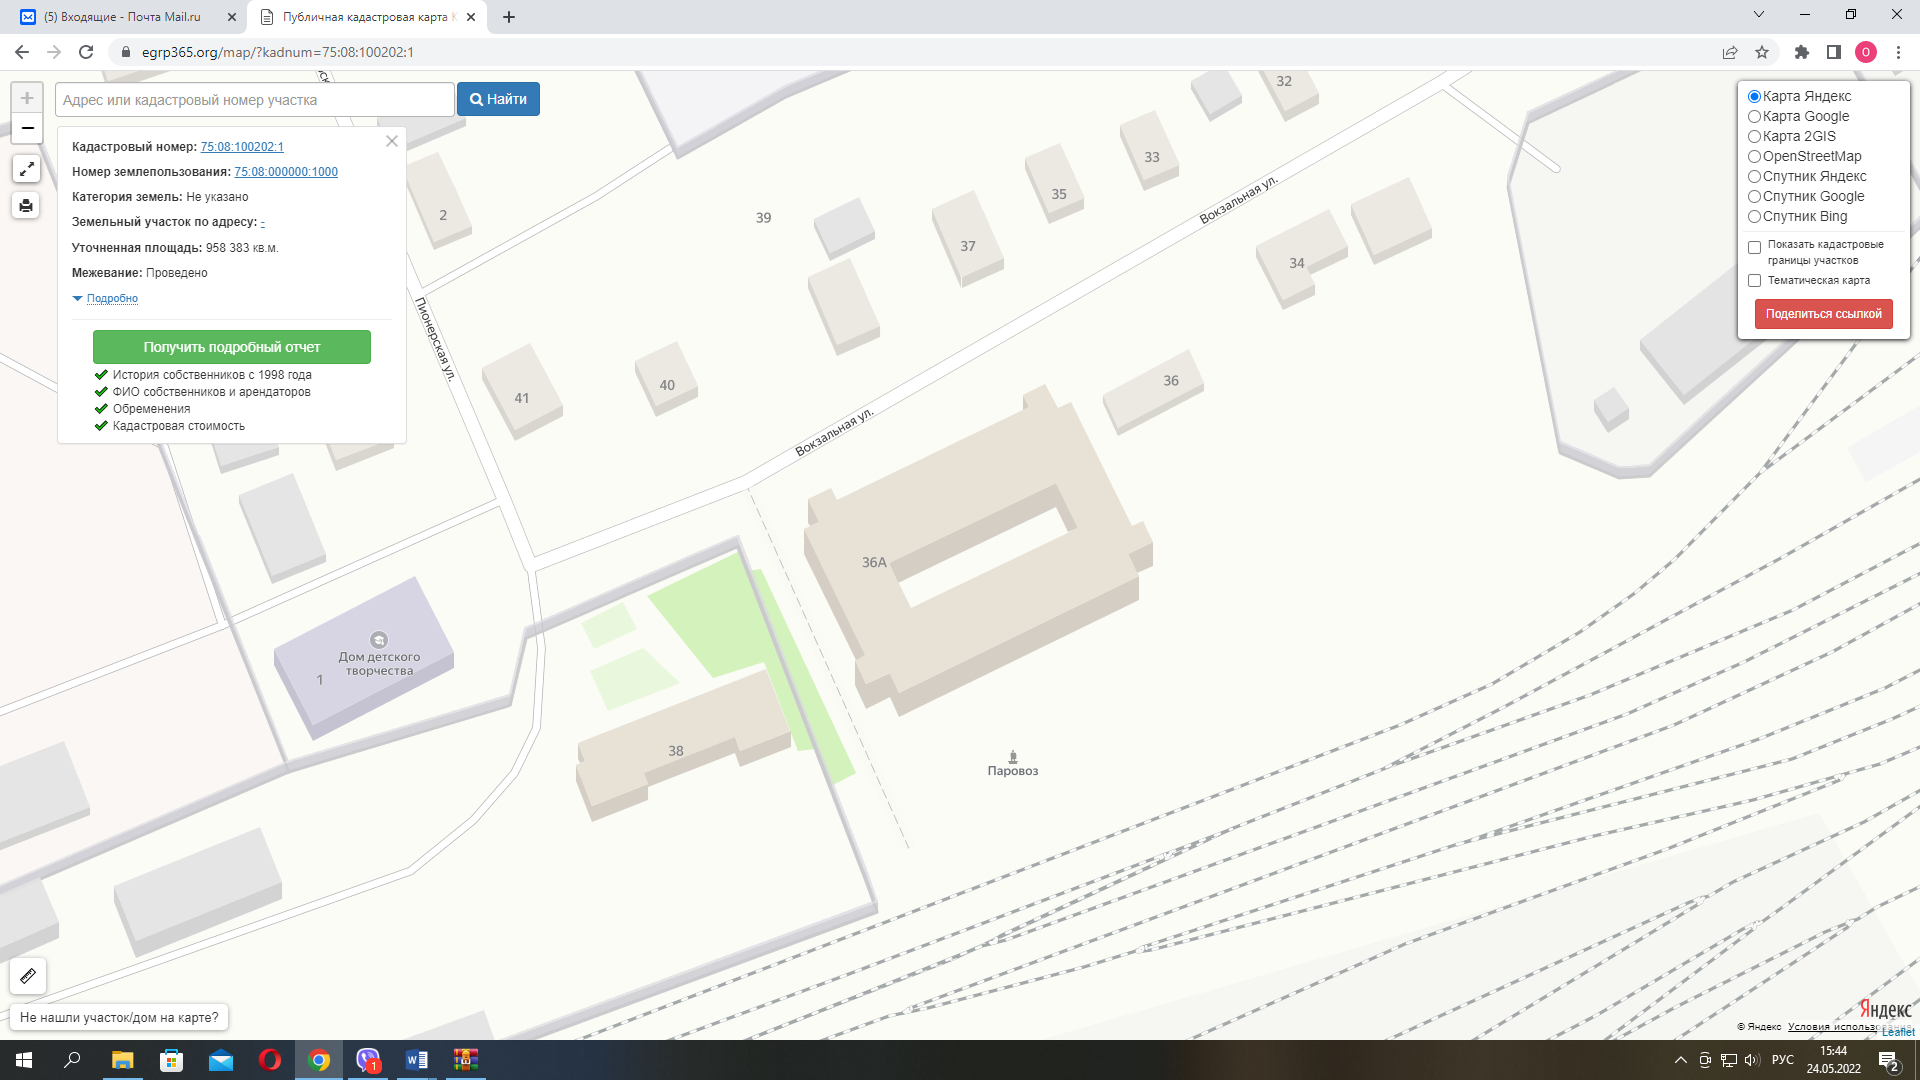 (5) Входящие - Почта Mail.ru
Публичная кадастровая карта
egrp365.org/map/?kadnum=75:08:100202:1
О
Адрес или кадастровый номер участка
Найти
Кадастровый номер: 75:08:100202:1
Номер землепользования: 75:08:000000:1000
Категория земель: Не указано
Земельный участок по адресу: -
Уточненная площадь: 958 383 кв.м.
Межевание: Проведено
Подробно
Получить подробный отчет
История собственников с 1998 года
ФИО собственников и арендаторов
Обременения
Кадастровая стоимость
Карта Яндекс
Карта Google
Карта 2GIS
OpenStreetMap
Спутник Яндекс
Спутник Google
Спутник Bing
Показать кадастровые
границы участков
Тематическая карта
Поделиться ссылкой
32
33
35
2
39
37
34
Вокзальная ул.
Пионерская ул.
41
40
36
Вокзальная ул.
36А
Дом детского
творчества
1
38
Паровоз
Не нашли участок/дом на карте?
Яндекс
© Яндекс Условия использования
Leaflet
1
РУС
15:44
24.05.2022
2